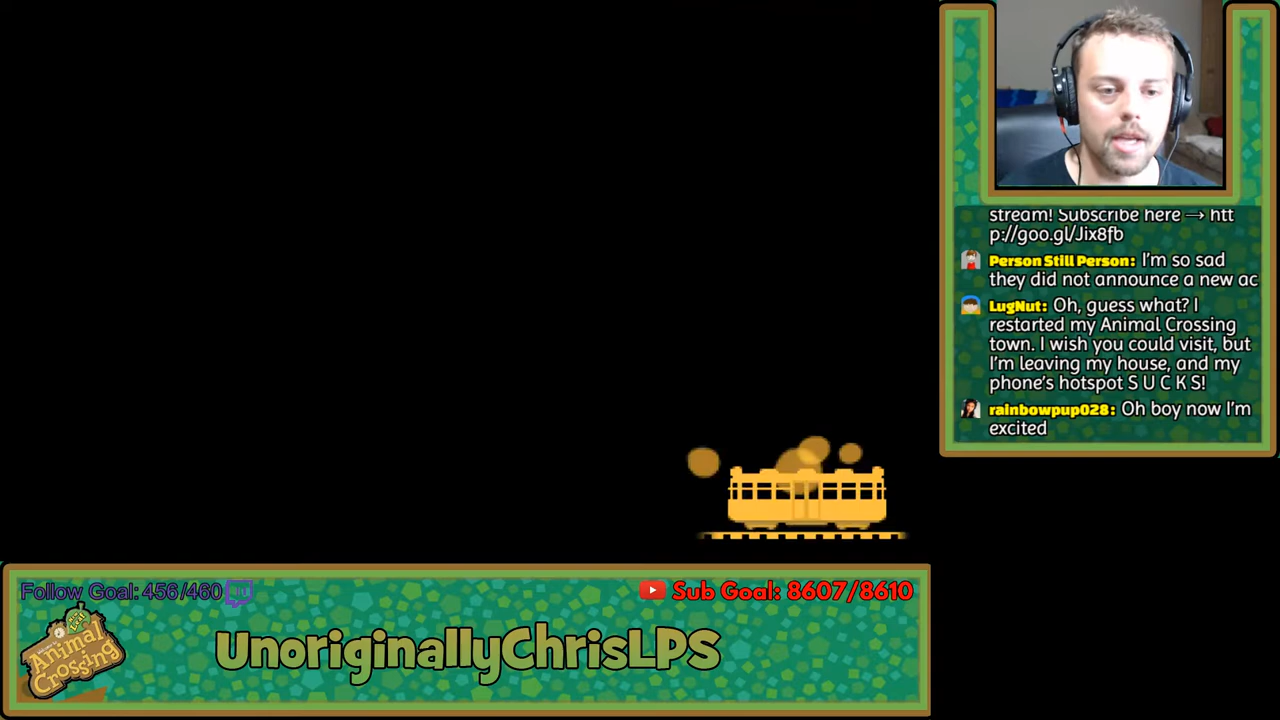 stream! Subscribe here → htt
p://goo.gl/Jix8fb
Person Still Person: I'm so sad
they did not announce a new ac
LugNut: Oh, guess what? I
restarted my Animal Crossing
town. I wish you could visit, but
I'm leaving my house, and my
phone's hotspot S U C K S!
rainbowpup028: Oh boy now I'm
excited
Follow Goal: 456/460
Sub Goal: 8607/8610
Animal
Crossing
UnoriginallyChrisLPS